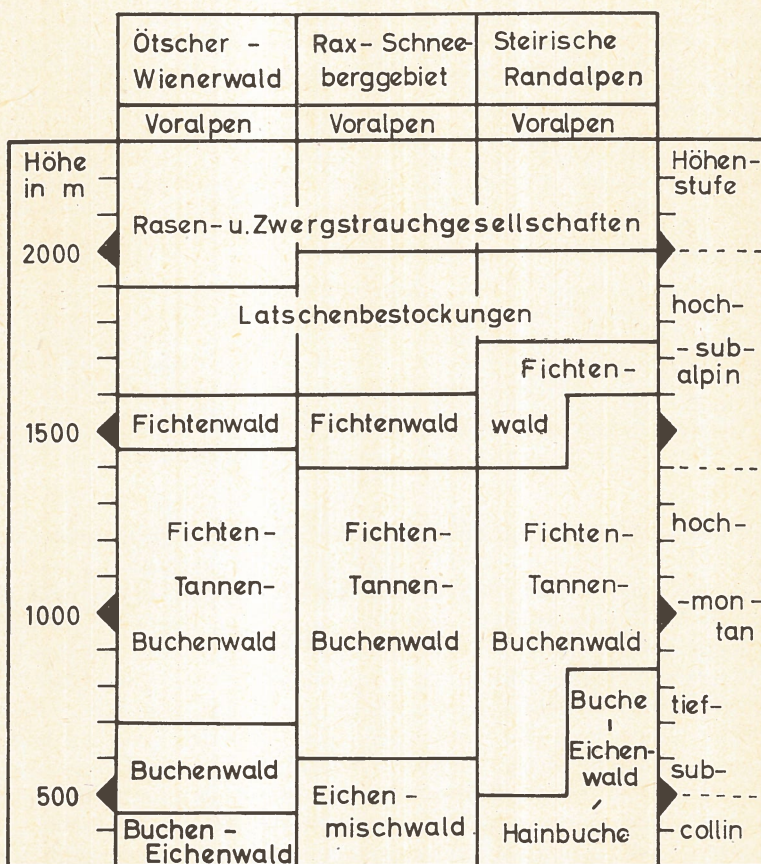 Ötscher -
Wienerwald
Rax- Schnee-
berggebiet
Steirische
Randalpen
Voralpen
Voralpen
Voralpen
Höhe
in m
Höhen-
stufe
Rasen- u. Zwergstrauchgesellschaften
2000
Latschenbestockungen
hoch-
- sub-
alpin
Fichten-
wald
1500
Fichtenwald
Fichtenwald
Fichten-
Tannen-
Buchenwald
Fichten-
Tannen-
Buchenwald
Fichten-
Tannen-
Buchenwald
hoch-
1000
-mon-
tan
Buchenwald
Buche
-
Eichen-
wald
-
Hainbuche
tief-
sub-
500
Buchen -
Eichenwald
Eichen -
mischwald
collin